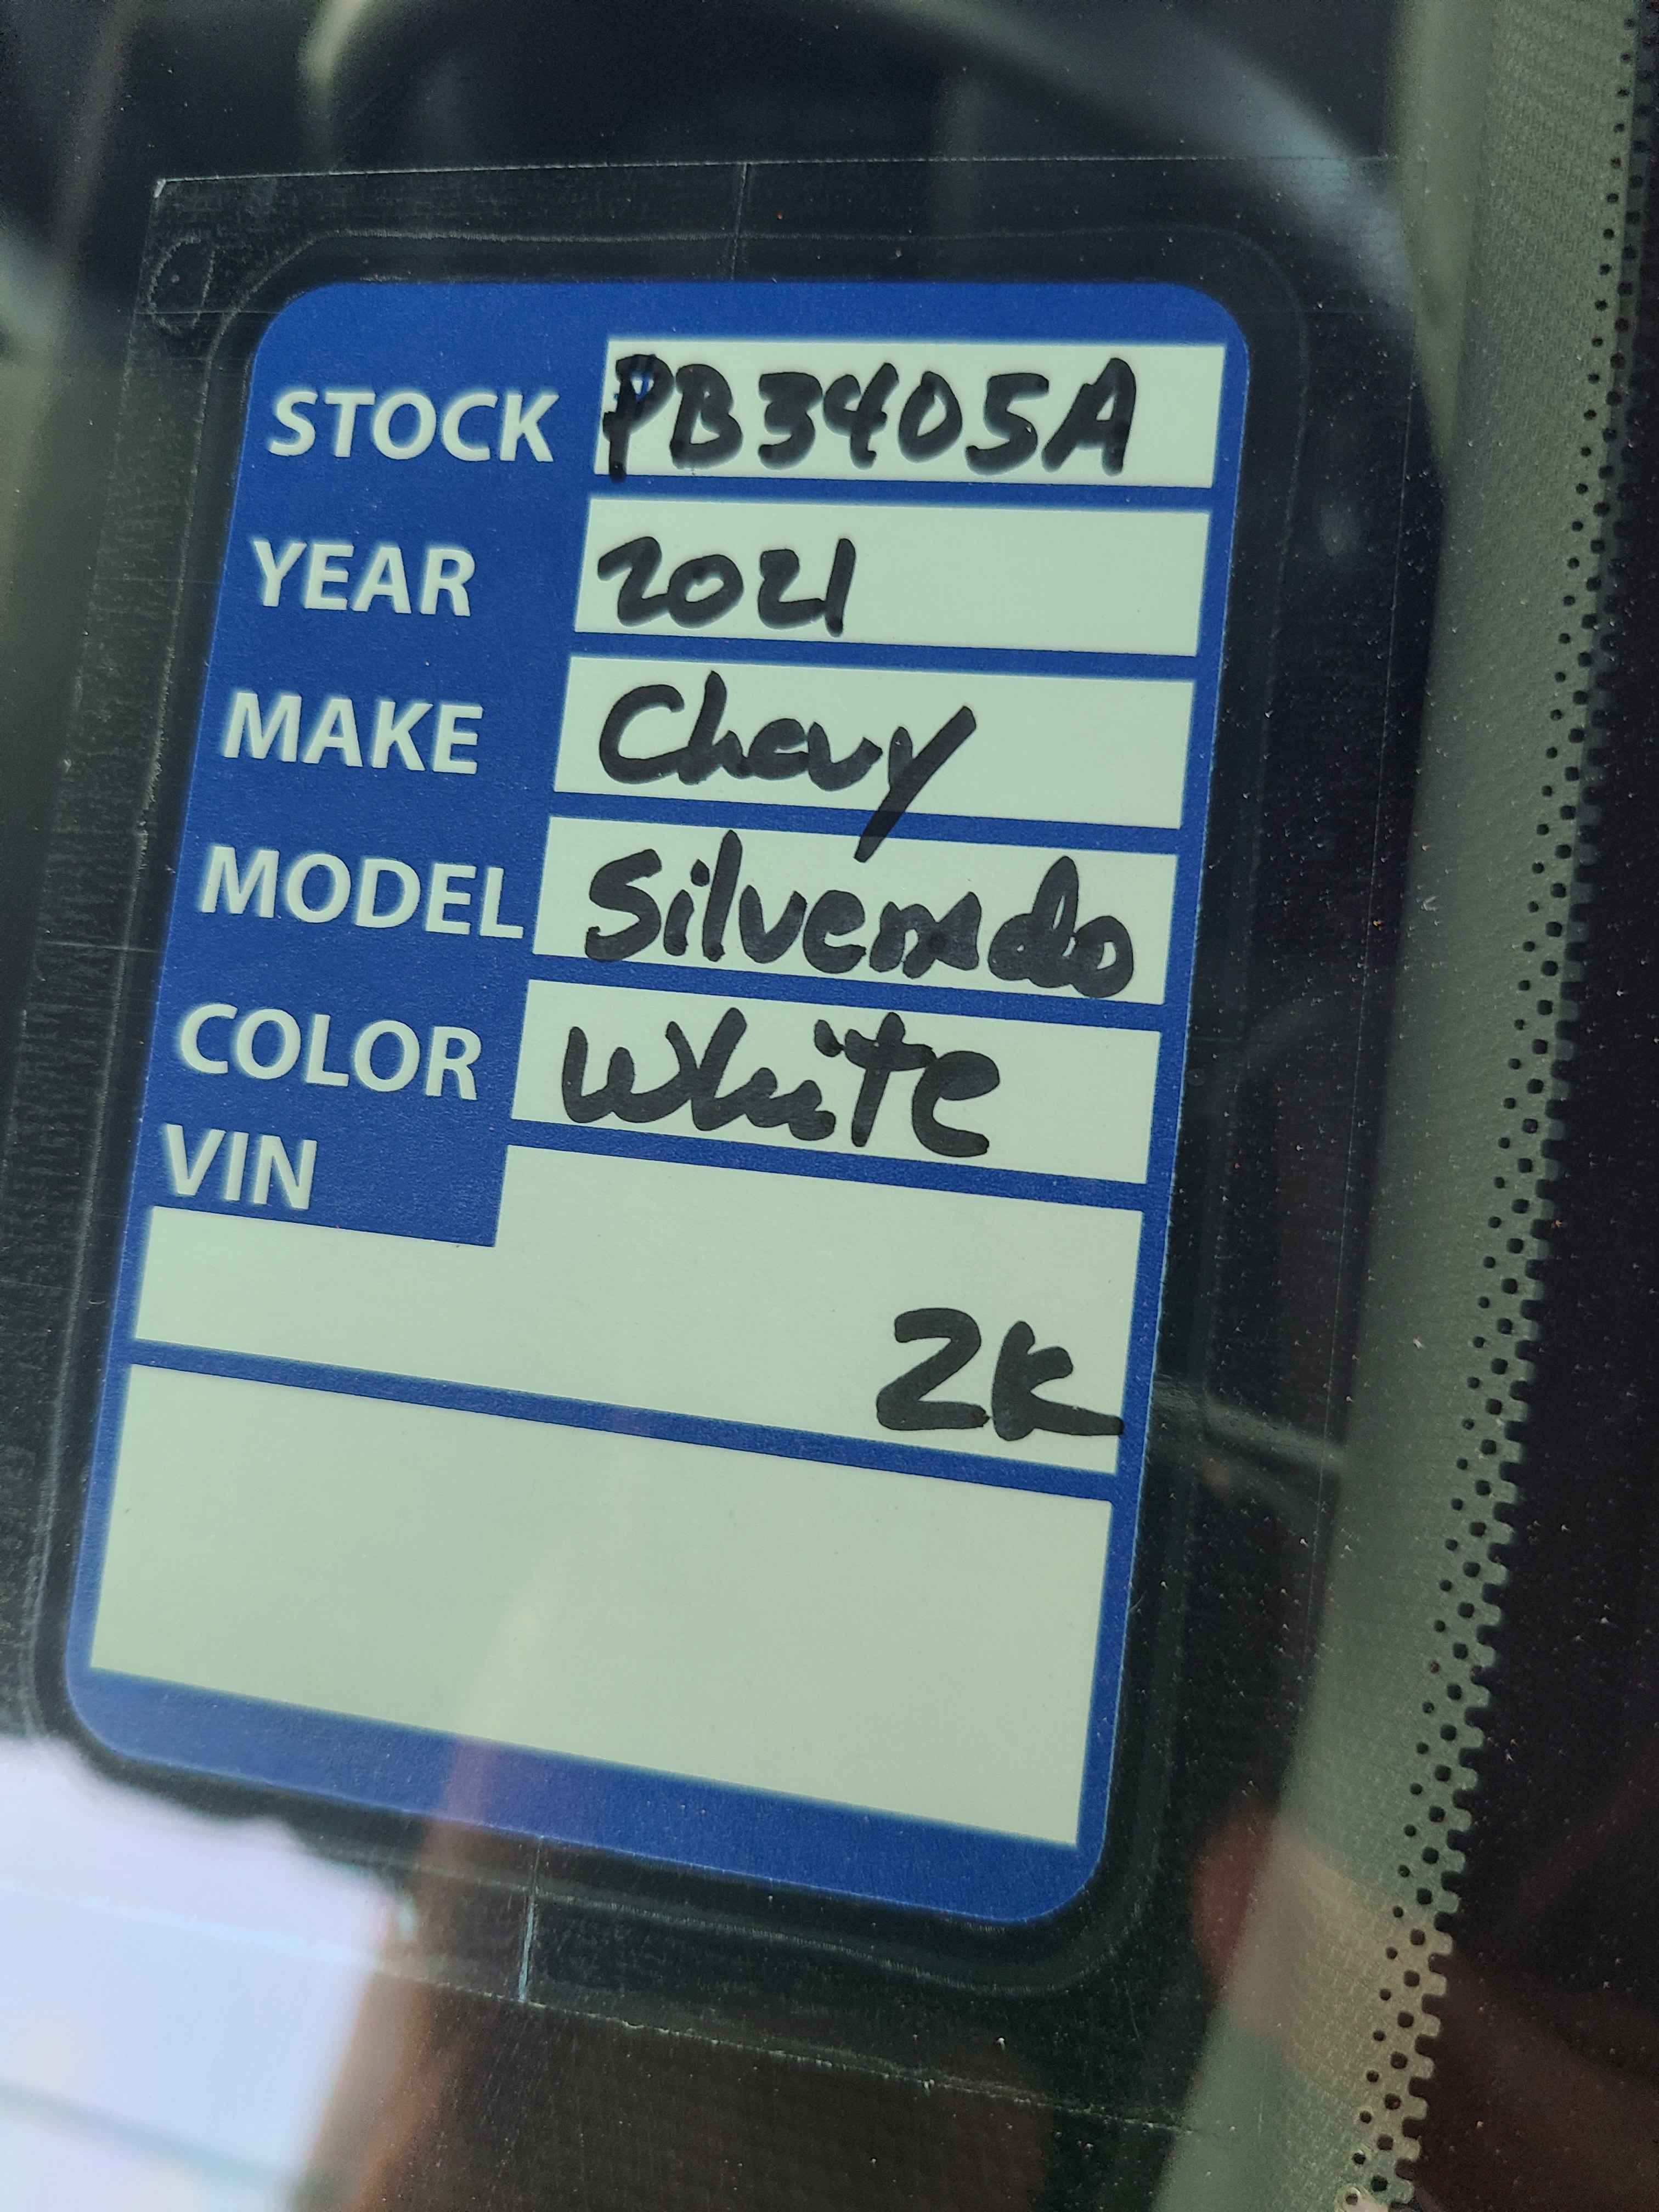 STOCK PB3405A
YEAR 2021
MAKE Chevy
MODEL Silverado
COLOR White
VIN
2K